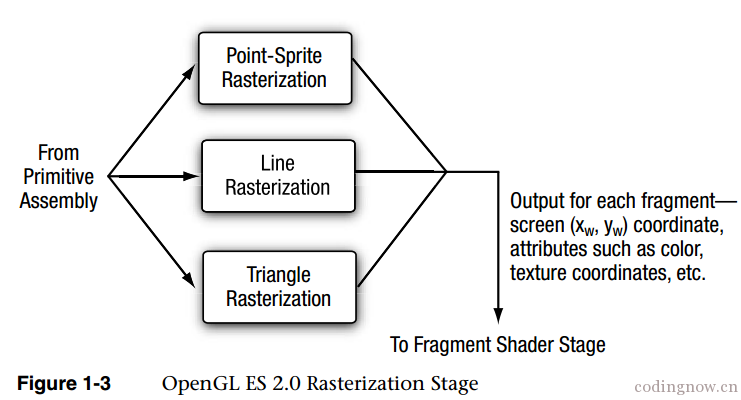 Point-Sprite
Rasterization
From
Primitive
Assembly
Line
Rasterization
Triangle
Rasterization
Output for each fragment—
screen (xw, yw) coordinate,
attributes such as color,
texture coordinates, etc.
To Fragment Shader Stage
Figure 1-3 OpenGL ES 2.0 Rasterization Stage
codingnow.cn